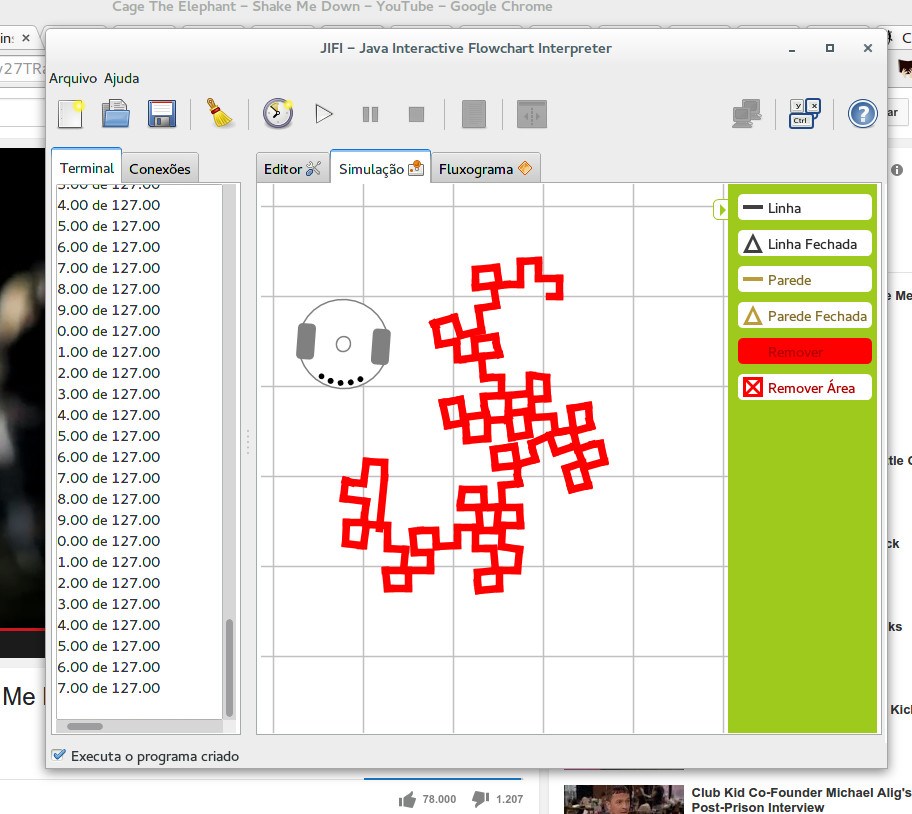 Cage The Elephant – Shake Me Down – YouTube – Google Chrome
in: ×
C
JIFI – Java Interactive Flowchart Interpreter
Arquivo Ajuda
Ctrl
ar
Terminal
Conexões
Editor
Simulação
Fluxograma
3.00 de 127.00
4.00 de 127.00
5.00 de 127.00
6.00 de 127.00
7.00 de 127.00
8.00 de 127.00
9.00 de 127.00
0.00 de 127.00
1.00 de 127.00
2.00 de 127.00
3.00 de 127.00
4.00 de 127.00
5.00 de 127.00
6.00 de 127.00
7.00 de 127.00
8.00 de 127.00
9.00 de 127.00
0.00 de 127.00
1.00 de 127.00
2.00 de 127.00
3.00 de 127.00
4.00 de 127.00
5.00 de 127.00
6.00 de 127.00
7.00 de 127.00
Linha
Linha Fechada
Parede
Parede Fechada
Remover
Remover Área
e Me
tle C
ck
ks
Kick
Me
Executa o programa criado
78.000
1.207
Club Kid Co-Founder Michael Alig's
Post-Prison Interview